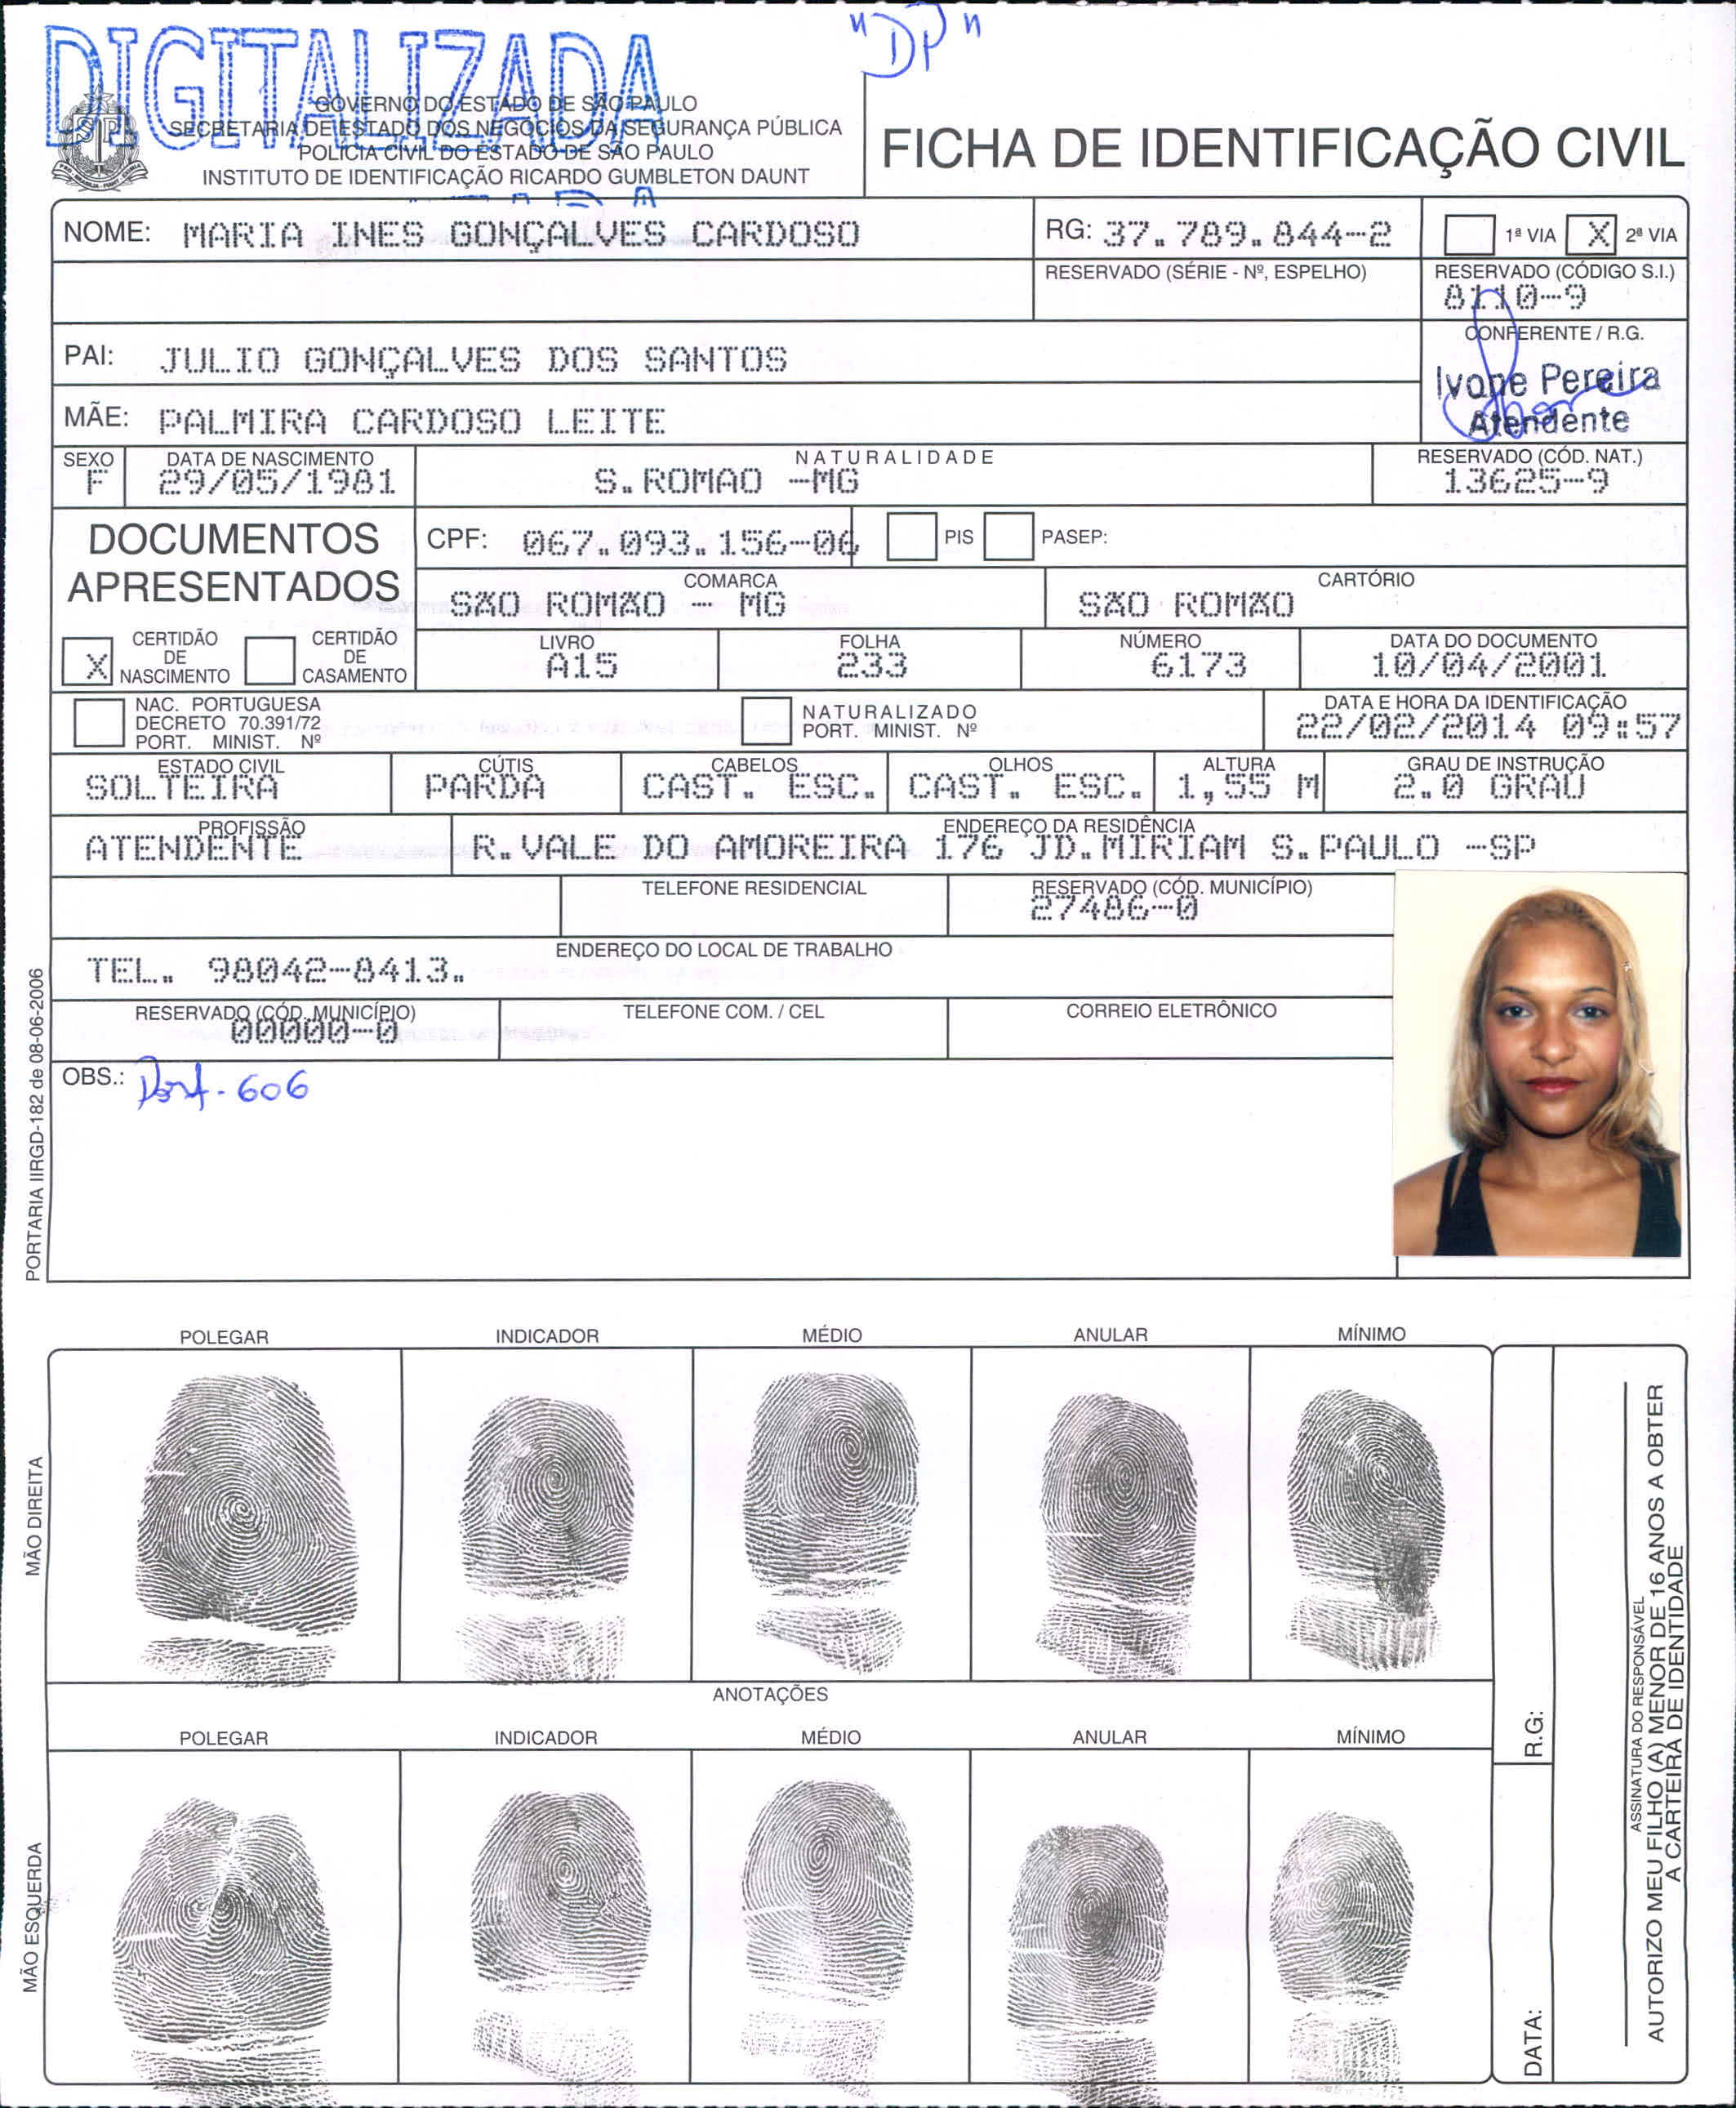 DIGITALIZADA
"DP"
GOVERNO DO ESTADO DE SÃO PAULO
SECRETARIA DE ESTADO DOS NEGÓCIOS DA SEGURANÇA PÚBLICA
POLÍCIA CIVIL DO ESTADO DE SÃO PAULO
INSTITUTO DE IDENTIFICAÇÃO RICARDO GUMBLETON DAUNT
FICHA DE IDENTIFICAÇÃO CIVIL
NOME: MARIA INES GONÇALVES CARDOSO
RG: 37.789.844-2
1ª VIA X 2ª VIA
RESERVADO (SÉRIE - Nº, ESPELHO)
RESERVADO (CÓDIGO S.I.)
8110-9
PAI: JULIO GONÇALVES DOS SANTOS
CONFERENTE / R.G.
Ivone Pereira
Atendente
MÃE: PALMIRA CARDOSO LEITE
SEXO
F
DATA DE NASCIMENTO
29/05/1981
NATURALIDADE
S.ROMAO -MG
RESERVADO (CÓD. NAT.)
13625-9
DOCUMENTOS
APRESENTADOS
CPF: 067.093.156-06
PIS
PASEP:
COMARCA
SÃO ROMÃO - MG
CARTÓRIO
SÃO ROMÃO
X CERTIDÃO
DE
NASCIMENTO
CERTIDÃO
DE
CASAMENTO
LIVRO
A15
FOLHA
233
NÚMERO
6173
DATA DO DOCUMENTO
10/04/2001
NAC. PORTUGUESA
DECRETO 70.391/72
PORT. MINIST. Nº
NATURALIZADO
PORT. MINIST. Nº
DATA E HORA DA IDENTIFICAÇÃO
22/02/2014 09:57
ESTADO CIVIL
SOLTEIRA
CÚTIS
PARDA
CABELOS
CAST. ESC.
OLHOS
CAST. ESC.
ALTURA
1,55 M
GRAU DE INSTRUÇÃO
2.0 GRAU
PROFISSÃO
ATENDENTE
ENDEREÇO DA RESIDÊNCIA
R.VALE DO AMOREIRA 176 JD.MIRIAM S.PAULO -SP
TELEFONE RESIDENCIAL
RESERVADO (CÓD. MUNICÍPIO)
27486-0
ENDEREÇO DO LOCAL DE TRABALHO
TEL. 98042-8413.
RESERVADO (CÓD. MUNICÍPIO)
00000-0
TELEFONE COM. / CEL
CORREIO ELETRÔNICO
OBS.: 606
PORTARIA IIRGD-182 de 08-06-2006
POLEGAR INDICADOR MÉDIO ANULAR MÍNIMO
MÃO DIREITA
ANOTAÇÕES
POLEGAR INDICADOR MÉDIO ANULAR MÍNIMO
MÃO ESQUERDA
R.G:
DATA:
ASSINATURA DO RESPONSÁVEL
AUTORIZO MEU FILHO (A) MENOR DE 16 ANOS A OBTER
A CARTEIRA DE IDENTIDADE